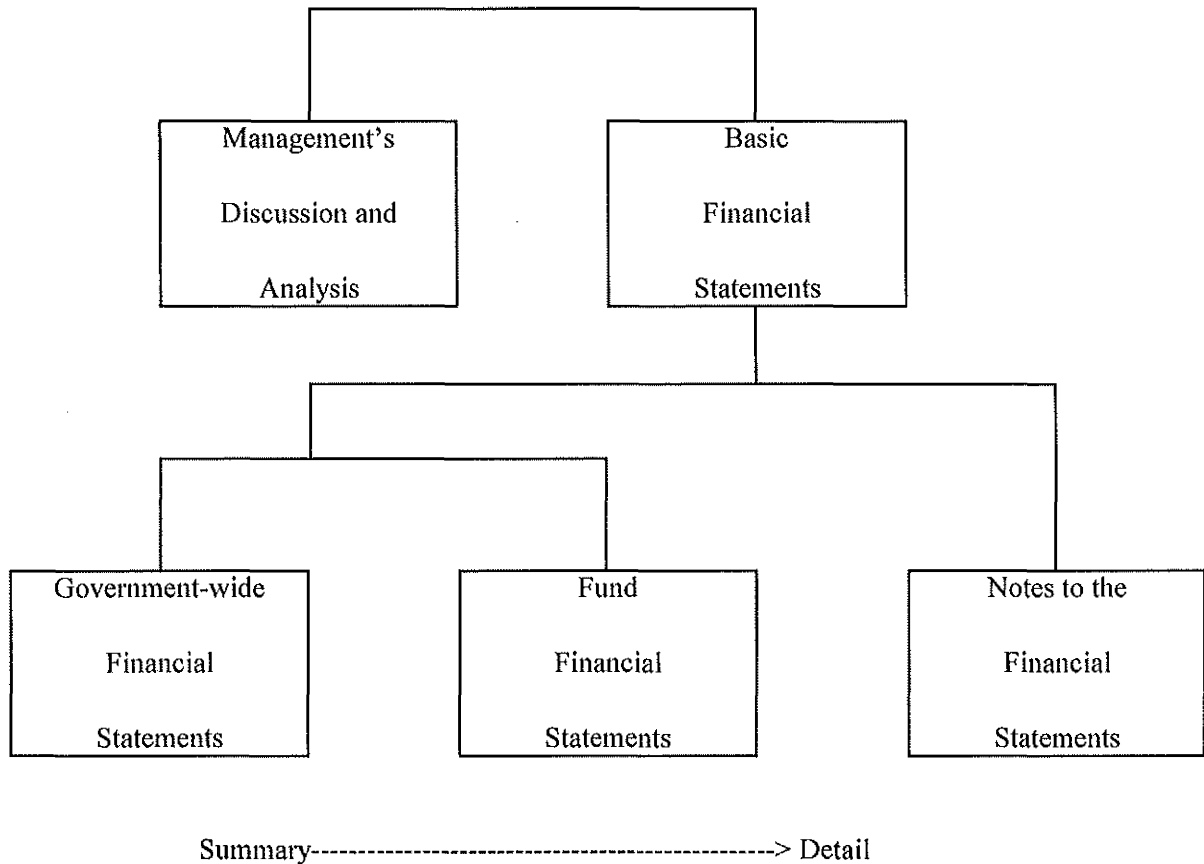 Management’s
Discussion and
Analysis
Basic
Financial
Statements
Government-wide
Financial
Statements
Fund
Financial
Statements
Notes to the
Financial
Statements
Summary--------------------------------------------> Detail